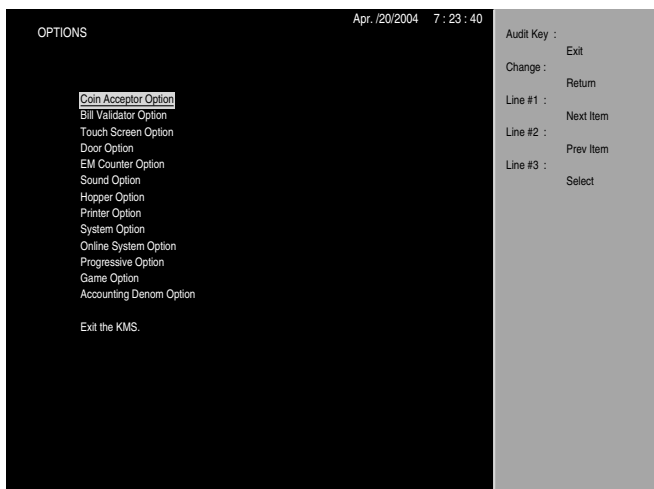 Apr. /20/2004 7 : 23 : 40
OPTIONS
Coin Acceptor Option
Bill Validator Option
Touch Screen Option
Door Option
EM Counter Option
Sound Option
Hopper Option
Printer Option
System Option
Online System Option
Progressive Option
Game Option
Accounting Denom Option
Exit the KMS.
Audit Key :
Exit
Change :
Return
Line #1 :
Next Item
Line #2 :
Prev Item
Line #3 :
Select